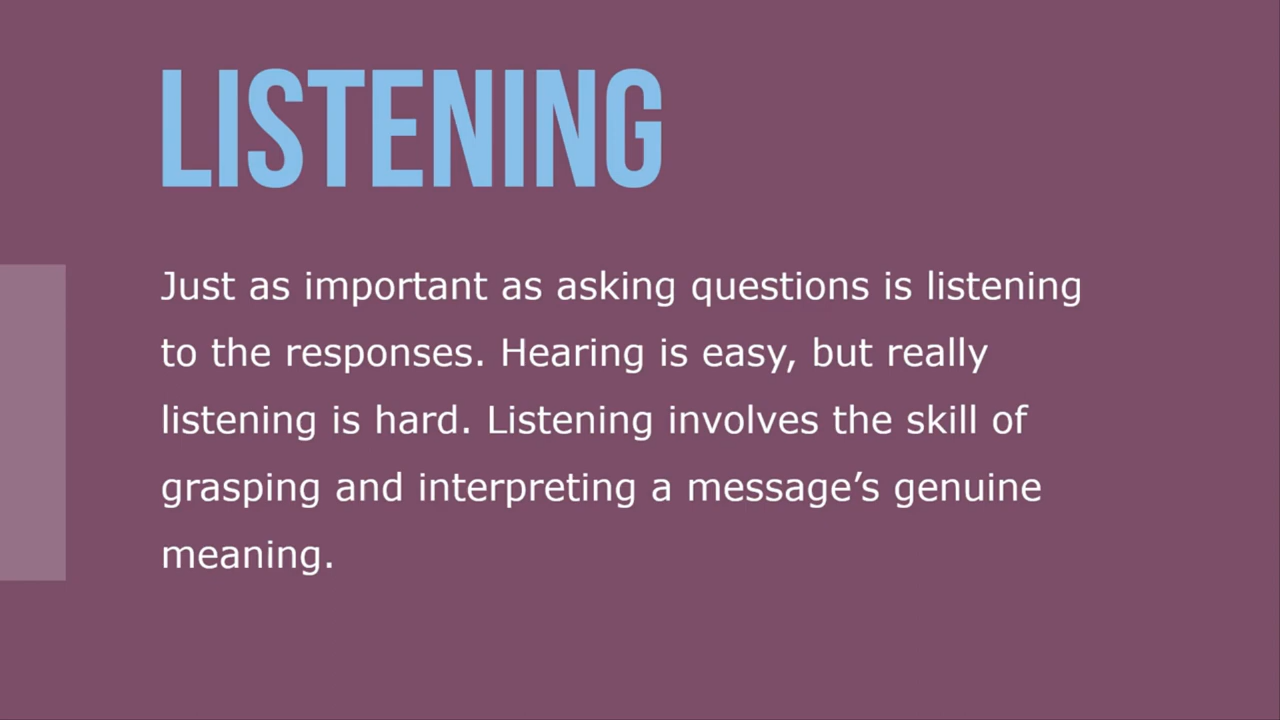 LISTENING
Just as important as asking questions is listening
to the responses. Hearing is easy, but really
listening is hard. Listening involves the skill of
grasping and interpreting a message’s genuine
meaning.